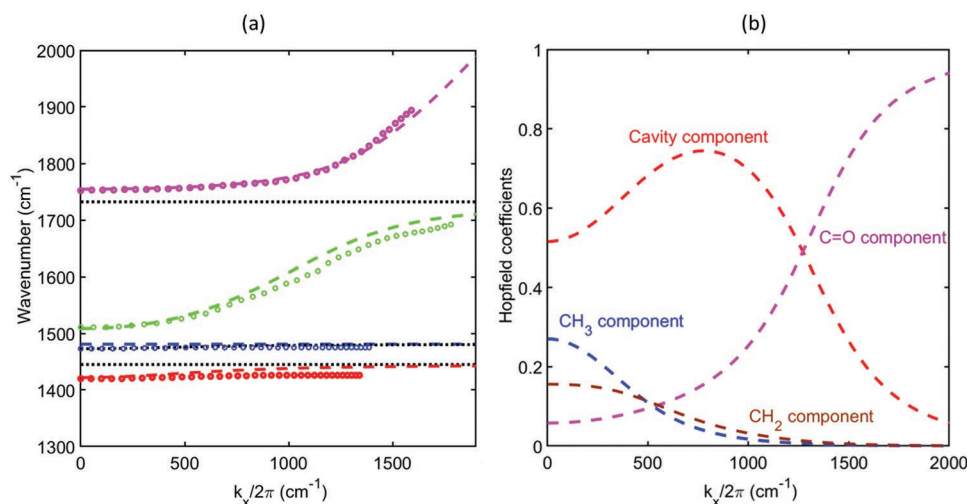 (a)
2000
1900
1800
1700
1600
1500
1400
1300
Wavenumber (cm⁻¹)
0
500
1000
1500
kₓ/2π (cm⁻¹)
(b)
1
0.8
0.6
0.4
0.2
0
Hopfield coefficients
Cavity component
C=O component
CH₃ component
CH₂ component
0
500
1000
1500
2000
kₓ/2π (cm⁻¹)